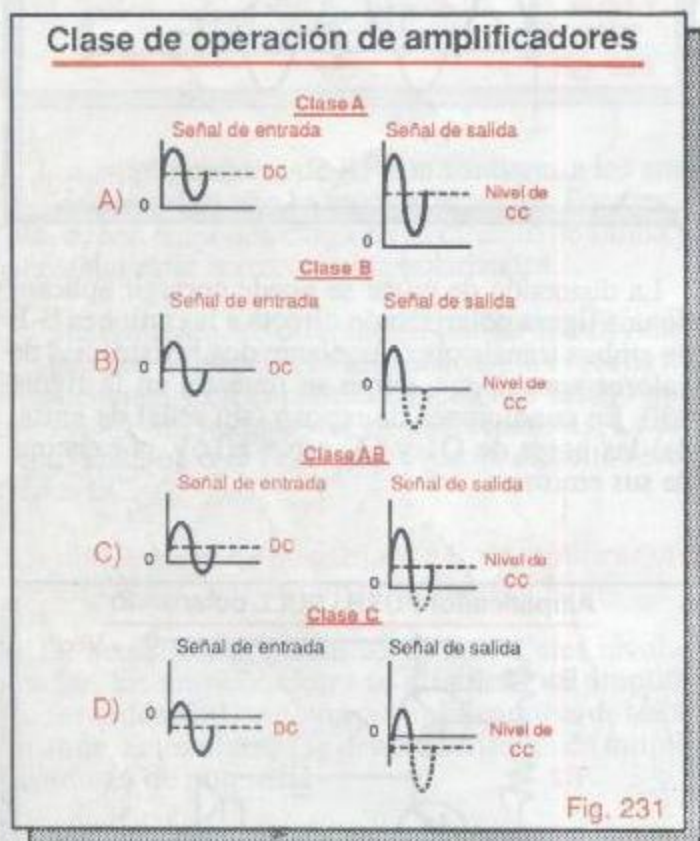 Clase de operación de amplificadores
Clase A
Señal de entrada Señal de salida
A) 0 DC 0 Nivel de CC
Clase B
Señal de entrada Señal de salida
B) 0 DC 0 Nivel de CC
Clase AB
Señal de entrada Señal de salida
C) 0 DC 0 Nivel de CC
Clase C
Señal de entrada Señal de salida
D) 0 DC 0 Nivel de CC
Fig. 231